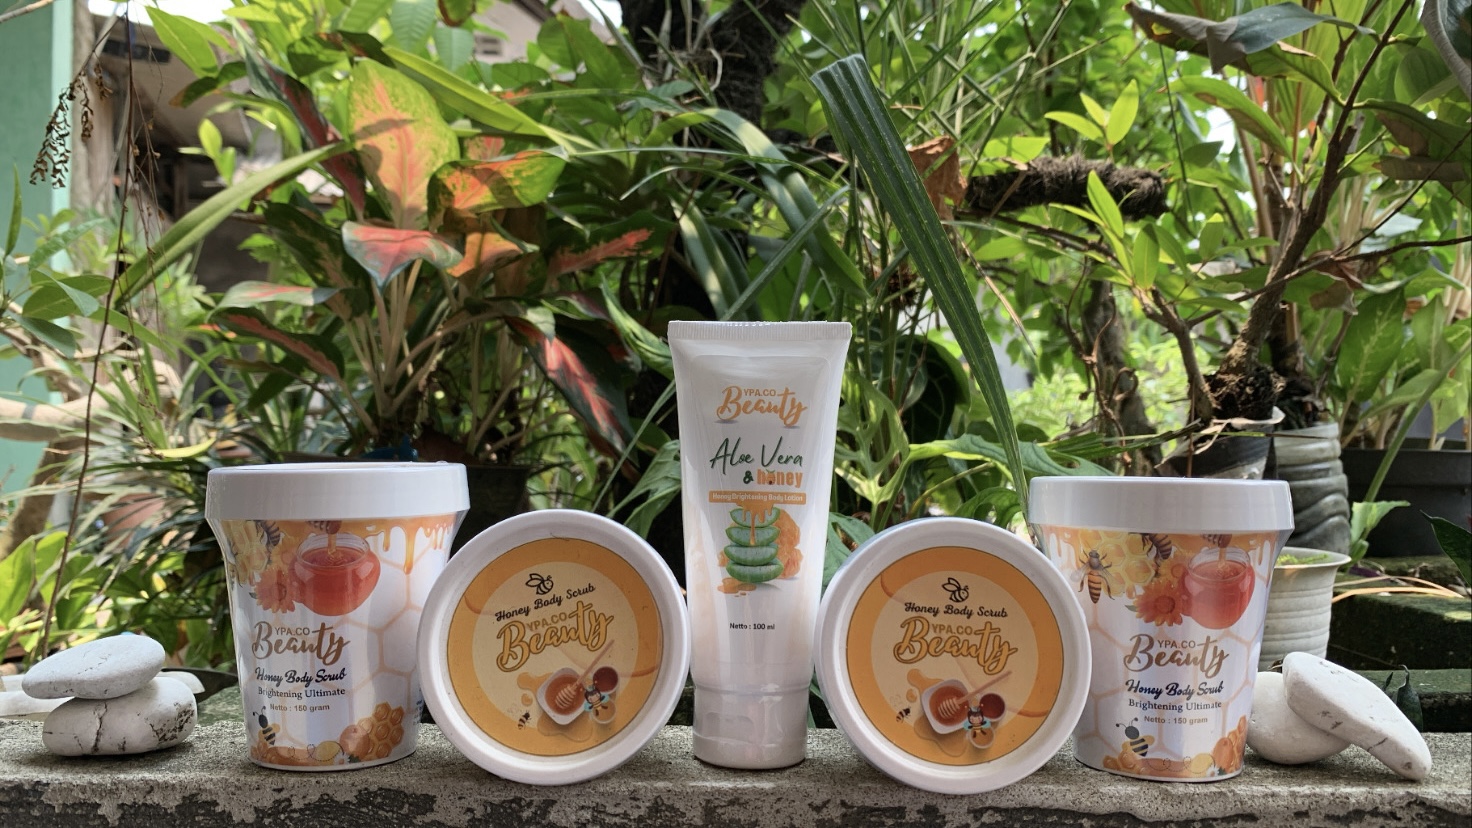 YPA.CO
Beauty
Honey Body Scrub
Brightening Ultimate
Netto : 150 gram
Honey Body Scrub
YPA.CO
Beauty
YPA.CO
Beauty
Aloe Vera
& honey
Honey Brightening Body Lotion
Netto : 100 ml
Honey Body Scrub
YPA.CO
Beauty
YPA.CO
Beauty
Honey Body Scrub
Brightening Ultimate
Netto : 150 gram